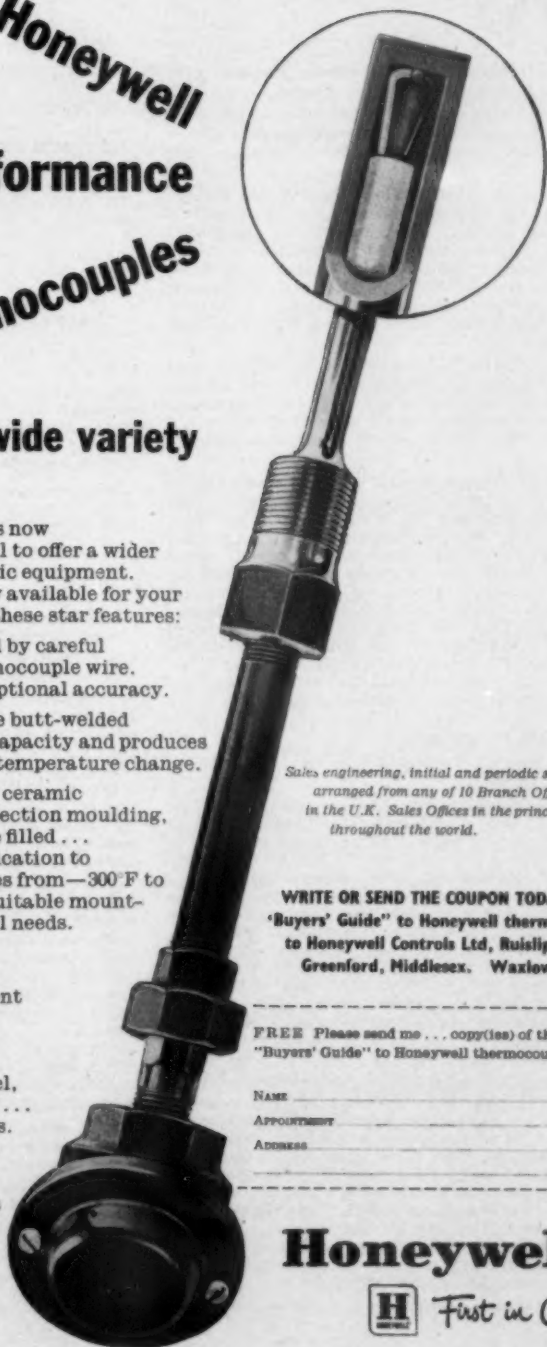 Honeywell
formance
nocouples
wide variety
s now
l to offer a wider
ic equipment.
y available for your
these star features:
l by careful
nocouple wire.
ptional accuracy.
e butt-welded
apacity and produces
temperature change.
ceramic
ection moulding,
e filled ...
ication to
es from—300°F to
uitable mount-
l needs.
nt
el,
...
s.
Sales engineering, initial and periodic s
arranged from any of 10 Branch Of
in the U.K. Sales Offices in the princ
throughout the world.
WRITE OR SEND THE COUPON TOD
"Buyers' Guide" to Honeywell therm
to Honeywell Controls Ltd, Ruislip
Greenford, Middlesex. Waxlow
FREE Please send me ... copy(ies) of th
"Buyers' Guide" to Honeywell thermocou
NAME
APPOINTMENT
ADDRESS
Honeywel
H
First in C